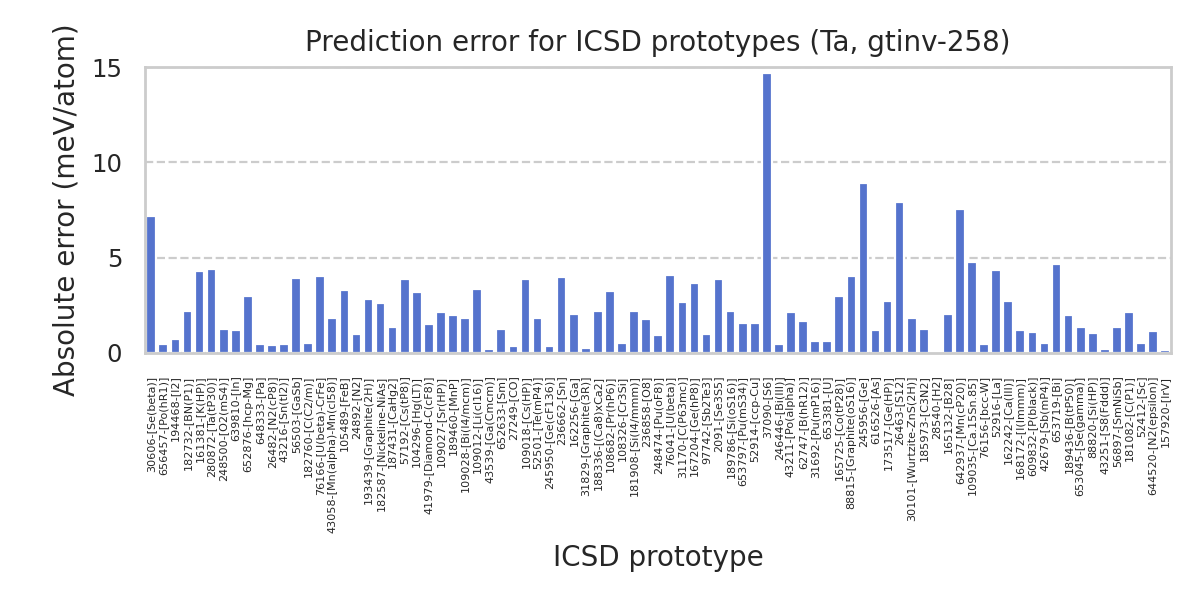 Prediction error for ICSD prototypes (Ta, gtinv-258)
Absolute error (meV/atom)
15
10
5
0
30606-[Se(beta)]
656457-[Po(hR1)]
194468-[I2]
182732-[BN(P1)]
161381-[K(HP)]
280872-[Ta(tP30)]
248500-[O2(mS4)]
639810-[In]
652876-[hcp-Mg]
648333-[Pa]
26482-[N2(cP8)]
43216-[Sn(tI2)]
56503-[GaSb]
182760-[C(C2/m)]
76166-[U(beta)-CrFe]
43058-[Mn(alpha)-Mn(cI58)]
105489-[FeB]
24892-[N2]
193439-[Graphite(2H)]
182587-[Nickeline-NiAs]
187431-[CaHg2]
57192-[Cs(tP8)]
104296-[Hg(LT)]
41979-[Diamond-C(cF8)]
109027-[Sr(HP)]
189460-[MnP]
109028-[Bi(I4/mcm)]
109012-[Li(cI16)]
43539-[Ga(Cmcm)]
652633-[Sm]
27249-[CO]
109018-[Cs(HP)]
52501-[Te(mP4)]
245950-[Ge(cF136)]
236662-[Sn]
162256-[Ga]
31829-[Graphite(3R)]
188336-[(Ca8)xCa2]
108682-[Pr(hP6)]
108326-[Cr3Si]
181908-[Si(I4/mmm)]
236858-[O8]
248474-[O(oF8)]
76041-[U(beta)]
31170-[C(P63mc)]
167204-[Ge(hP8)]
97742-[Sb2Te3]
2091-[Se3S5]
189786-[Si(oS16)]
653797-[Pu(mS34)]
52914-[ccp-Cu]
37090-[S6]
246446-[Bi(III)]
43211-[Po(alpha)]
62747-[B(hR12)]
31692-[Pu(mP16)]
653381-[U]
165725-[Co(tP28)]
88815-[Graphite(oS16)]
245956-[Ge]
616526-[As]
173517-[Ge(HP)]
26463-[S12]
30101-[Wurtzite-ZnS(2H)]
185973-[C3N2]
28540-[H2]
165132-[B28]
642937-[Mn(cP20)]
109035-[Ca.15Sn.85]
76156-[bcc-W]
52916-[La]
162242-[Ga(II)]
168172-[I(Immm)]
609832-[P(black)]
42679-[Sb(mP4)]
653719-[Bi]
189436-[B(tP50)]
653045-[Se(gamma)]
88820-[Si(HP)]
43251-[S8(Fddd)]
56897-[SmNiSb]
181082-[C(P1)]
52412-[Sc]
644520-[N2(epsilon)]
157920-[IrV]
ICSD prototype